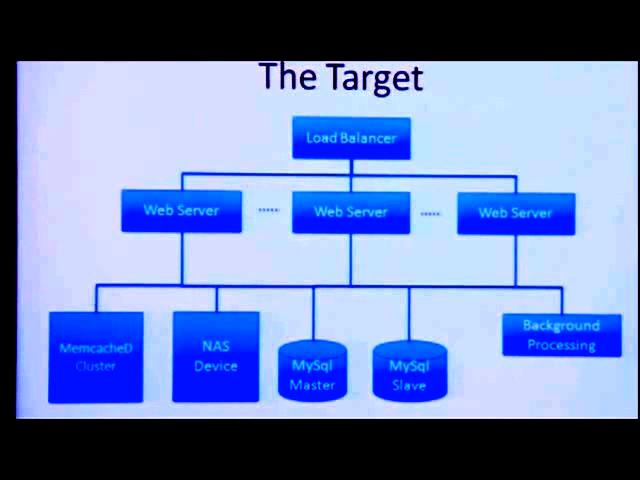 The Target
Load Balancer
Web Server
Web Server
Web Server
MemcacheD
Cluster
NAS
Device
MySql
Master
MySql
Slave
Background
Processing